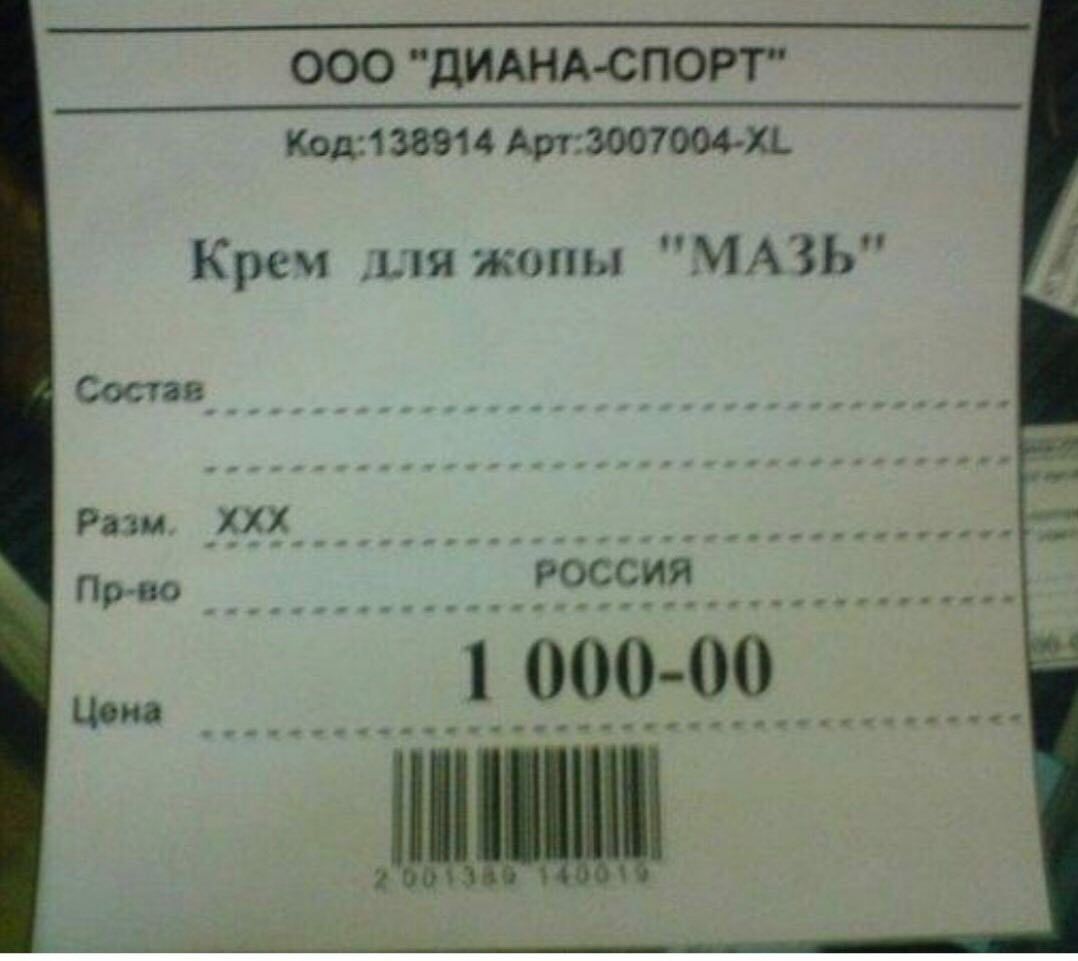 ООО "ДИАНА-СПОРТ"
Код:138914 Арт:3007004-XL
Крем для жопы "МАЗЬ"
Состав
Разм. XXX
Пр-во РОССИЯ
Цена 1 000-00
2 001389 140019